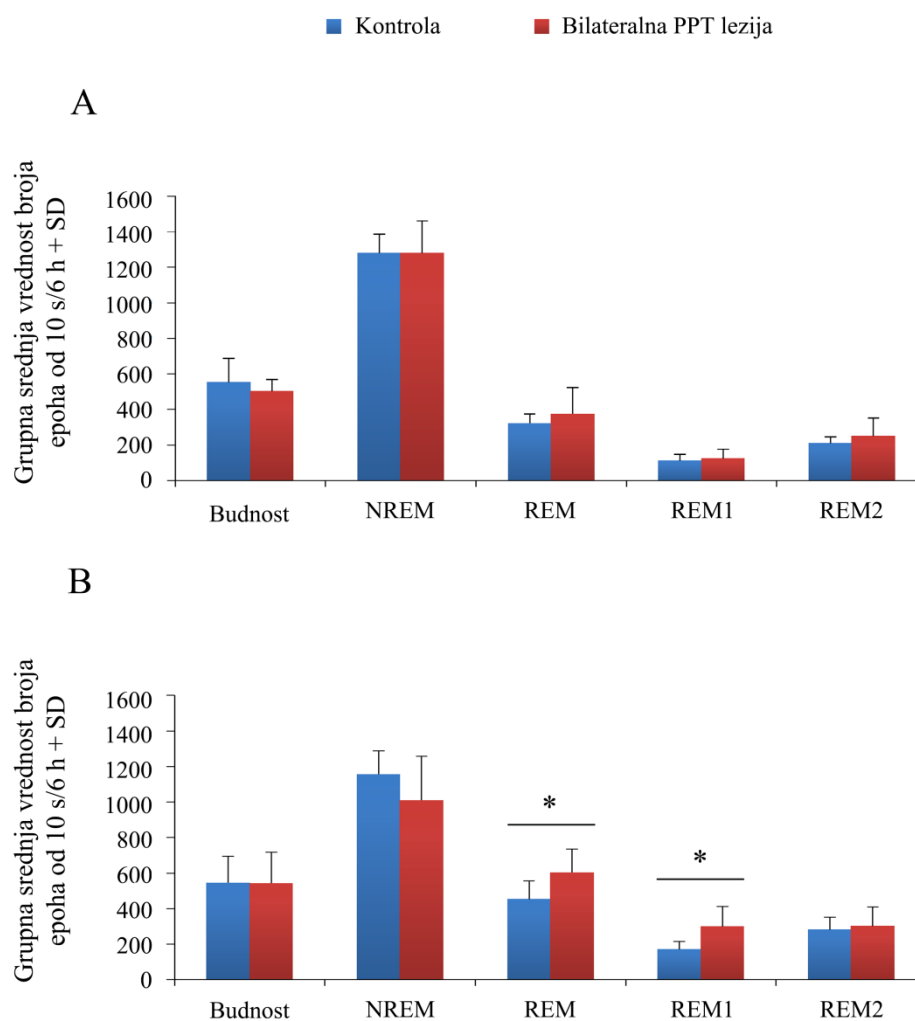 Kontrola Bilateralna PPT lezija
A
Grupna srednja vrednost broja
epoha od 10 s/6 h + SD
1600
1400
1200
1000
800
600
400
200
0
Budnost NREM REM REM1 REM2
B
Grupna srednja vrednost broja
epoha od 10 s/6 h + SD
1600
1400
1200
1000
800
600
400
200
0
* *
Budnost NREM REM REM1 REM2